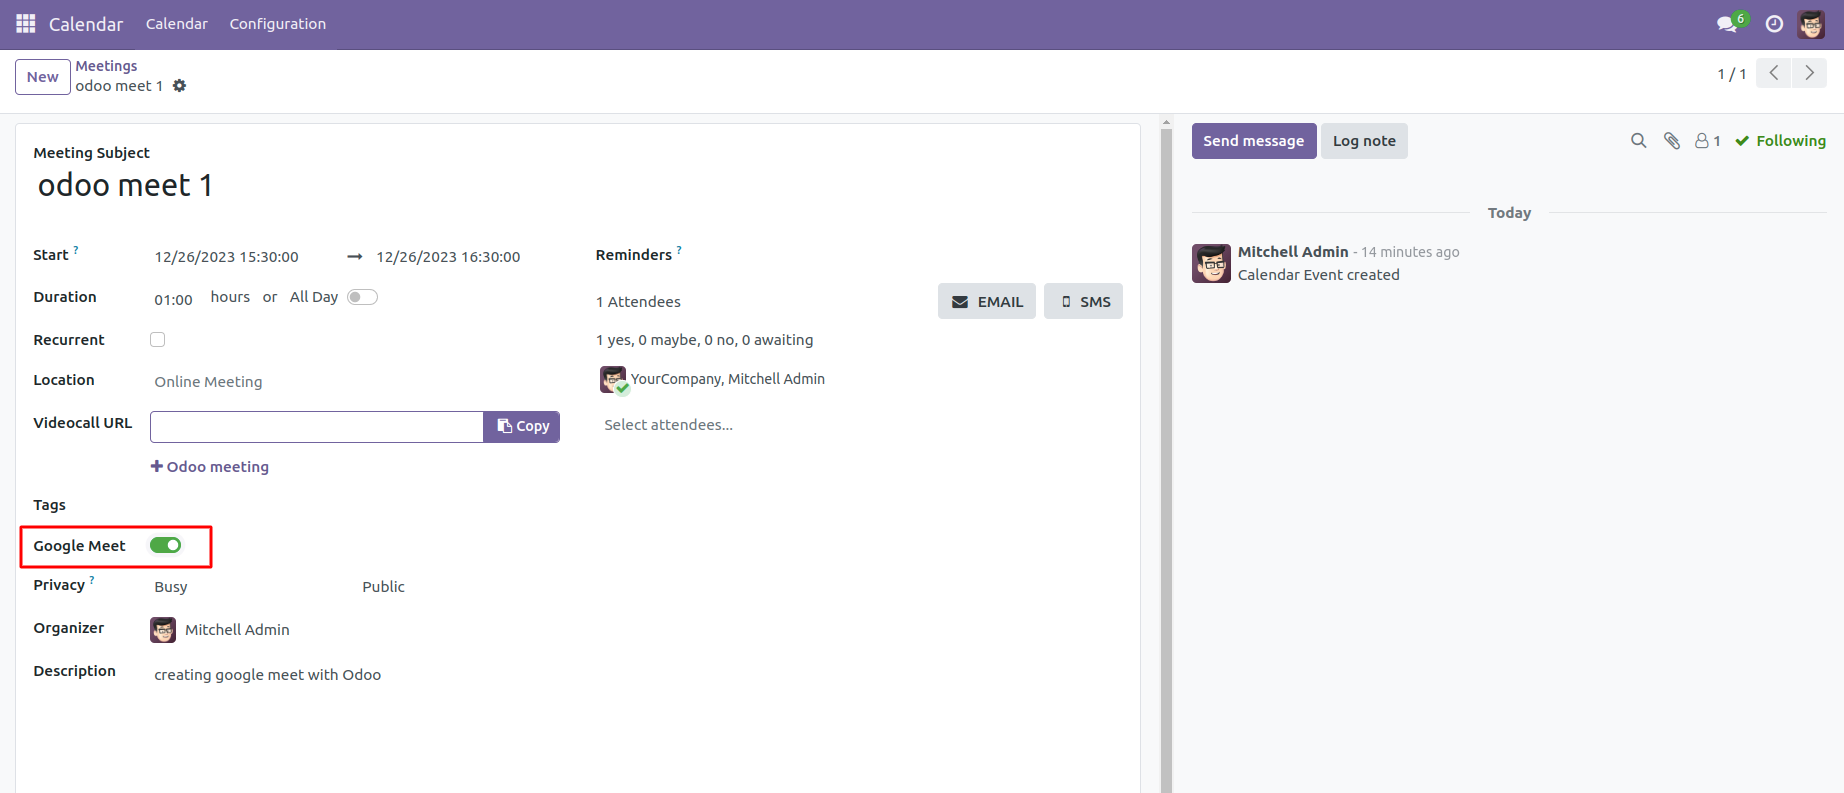 Calendar Calendar Configuration 6
New Meetings
odoo meet 1
1 / 1
Meeting Subject
odoo meet 1
Start ? 12/26/2023 15:30:00 → 12/26/2023 16:30:00
Duration 01:00 hours or All Day
Recurrent
Location Online Meeting
Videocall URL Copy
+ Odoo meeting
Tags
Google Meet
Privacy ? Busy Public
Organizer Mitchell Admin
Description creating google meet with Odoo
Reminders ?
1 Attendees EMAIL SMS
1 yes, 0 maybe, 0 no, 0 awaiting
YourCompany, Mitchell Admin
Select attendees...
Send message Log note 1 Following
Today
Mitchell Admin - 14 minutes ago
Calendar Event created